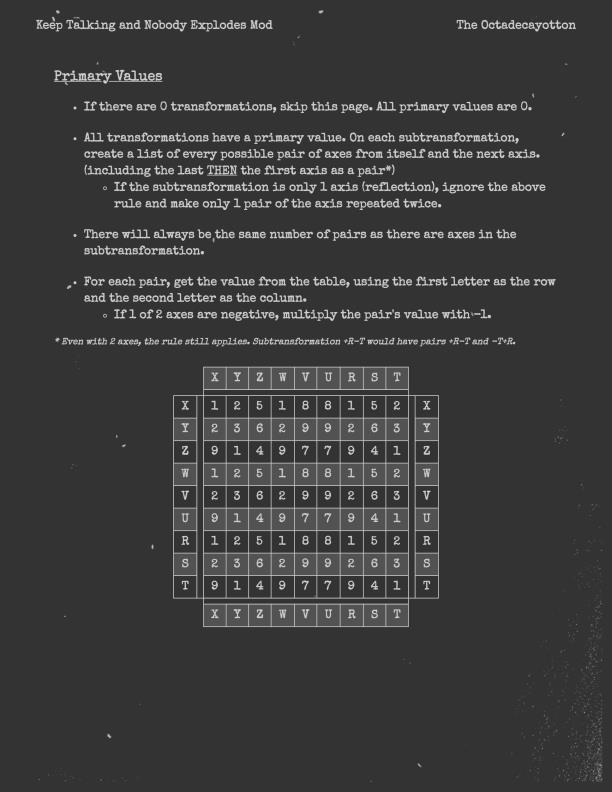 Keep Talking and Nobody Explodes Mod The Octadecayotton
Primary Values
• If there are 0 transformations, skip this page. All primary values are 0.
• All transformations have a primary value. On each subtransformation,
create a list of every possible pair of axes from itself and the next axis.
(including the last THEN the first axis as a pair*)
◦ If the subtransformation is only 1 axis (reflection), ignore the above
rule and make only 1 pair of the axis repeated twice.
• There will always be the same number of pairs as there are axes in the
subtransformation.
• For each pair, get the value from the table, using the first letter as the row
and the second letter as the column.
◦ If 1 of 2 axes are negative, multiply the pair's value with -1.
* Even with 2 axes, the rule still applies. Subtransformation +R-T would have pairs +R-T and -T+R.
X Y Z W V U R S T
X 1 2 5 1 8 8 1 5 2 X
Y 2 3 6 2 9 9 2 6 3 Y
Z 9 1 4 9 7 7 9 4 1 Z
W 1 2 5 1 8 8 1 5 2 W
V 2 3 6 2 9 9 2 6 3 V
U 9 1 4 9 7 7 9 4 1 U
R 1 2 5 1 8 8 1 5 2 R
S 2 3 6 2 9 9 2 6 3 S
T 9 1 4 9 7 7 9 4 1 T
X Y Z W V U R S T